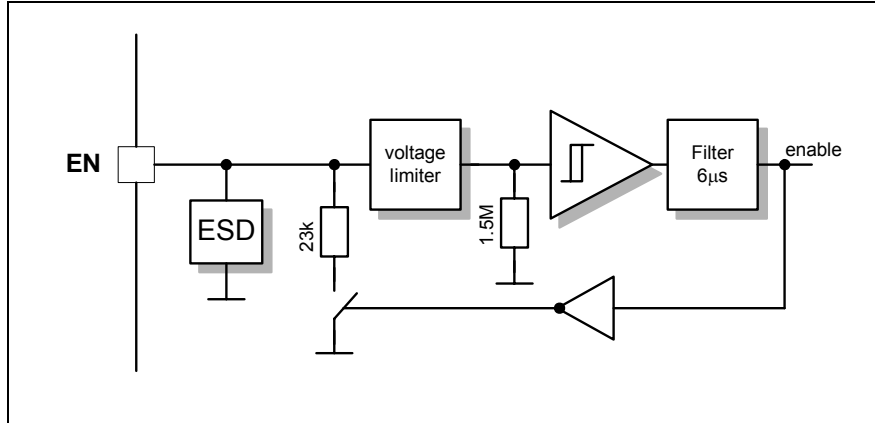 EN
ESD
23k
voltage
limiter
1.5M
Filter
6μs
enable